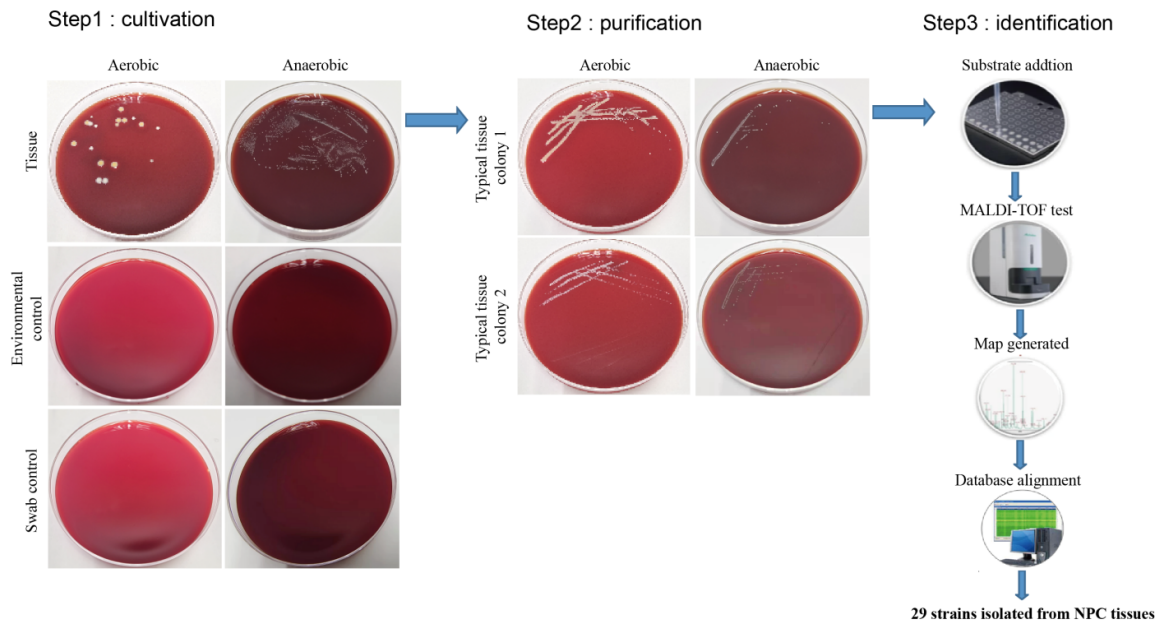 Step1 : cultivation
Step2 : purification
Step3 : identification
Aerobic
Anaerobic
Aerobic
Anaerobic
Substrate addtion
Tissue
Typical tissue
colony 1
MALDI-TOF test
Environmental
control
Typical tissue
colony 2
Map generated
Swab control
Database alignment
29 strains isolated from NPC tissues